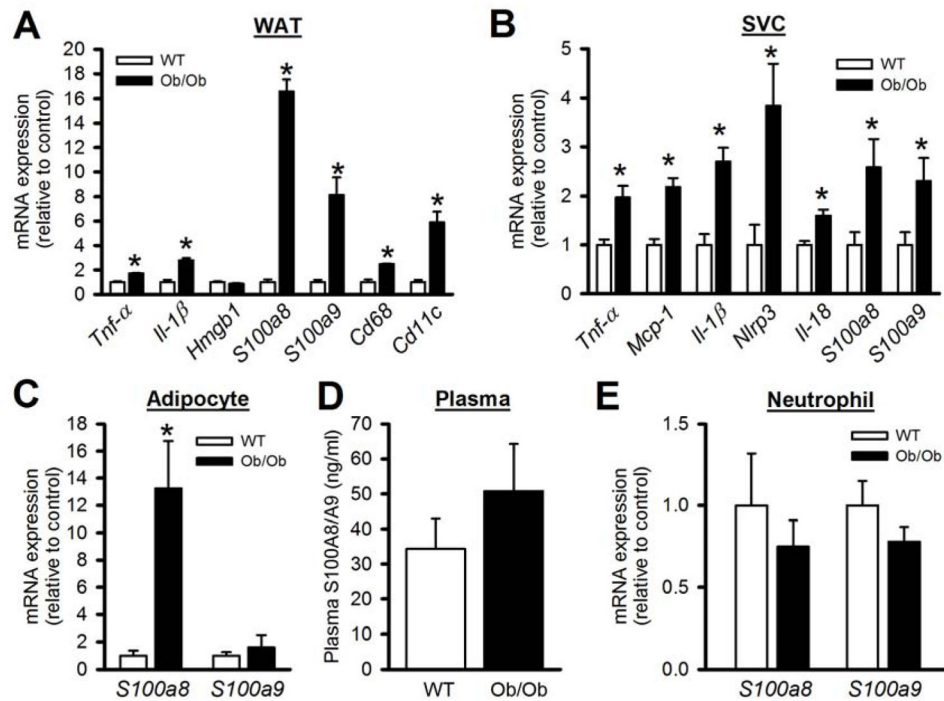 A
WAT
mRNA expression
(relative to control)
20
18
16
14
12
10
8
6
4
2
0
WT
Ob/Ob
*
*
*
*
*
*
Tnf-α
Il-1β
Hmgb1
S100a8
S100a9
Cd68
Cd11c
B
SVC
mRNA expression
(relative to control)
5
4
3
2
1
0
WT
Ob/Ob
*
*
*
*
*
*
*
Tnf-α
Mcp-1
Il-1β
Nlrp3
Il-18
S100a8
S100a9
C
Adipocyte
mRNA expression
(relative to control)
18
16
14
12
10
8
6
4
2
0
*
WT
Ob/Ob
S100a8
S100a9
D
Plasma
Plasma S100A8/A9 (ng/ml)
70
60
50
40
30
20
10
0
WT
Ob/Ob
E
Neutrophil
mRNA expression
(relative to control)
1.5
1.0
0.5
0.0
WT
Ob/Ob
S100a8
S100a9